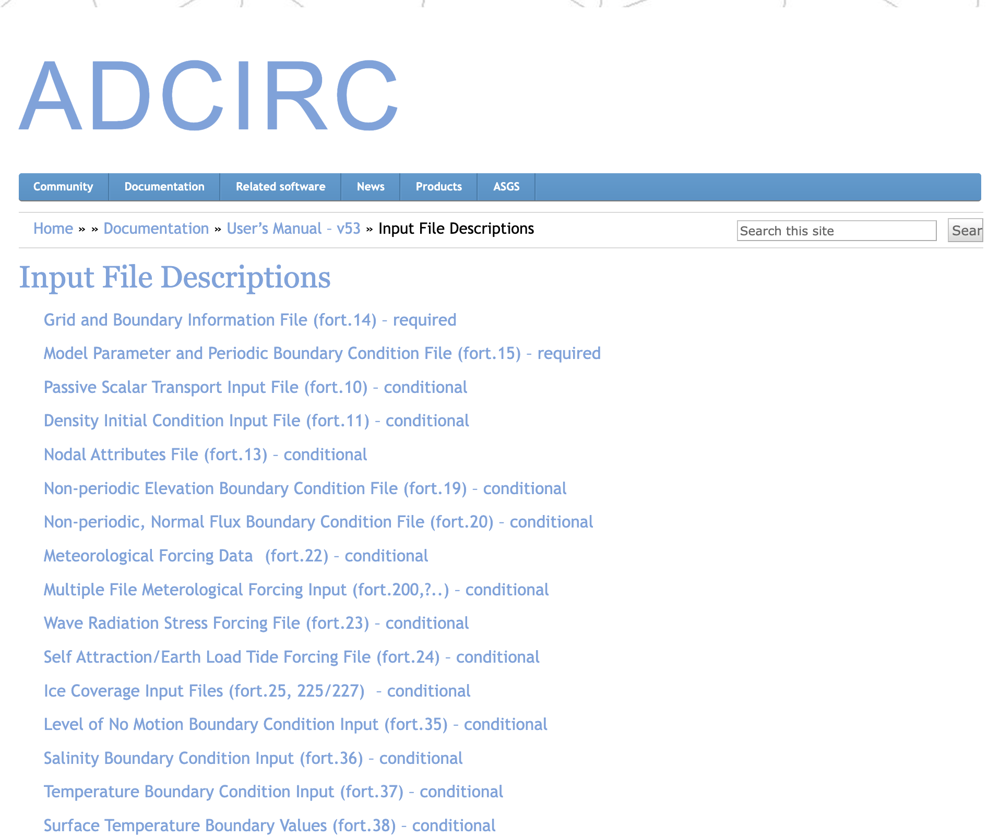 ADCIRC
Community Documentation Related software News Products ASGS
Home » » Documentation » User’s Manual – v53 » Input File Descriptions Search this site Sear
Input File Descriptions
Grid and Boundary Information File (fort.14) – required
Model Parameter and Periodic Boundary Condition File (fort.15) – required
Passive Scalar Transport Input File (fort.10) – conditional
Density Initial Condition Input File (fort.11) – conditional
Nodal Attributes File (fort.13) – conditional
Non-periodic Elevation Boundary Condition File (fort.19) – conditional
Non-periodic, Normal Flux Boundary Condition File (fort.20) – conditional
Meteorological Forcing Data  (fort.22) – conditional
Multiple File Meterological Forcing Input (fort.200,?..) – conditional
Wave Radiation Stress Forcing File (fort.23) – conditional
Self Attraction/Earth Load Tide Forcing File (fort.24) – conditional
Ice Coverage Input Files (fort.25, 225/227)  – conditional
Level of No Motion Boundary Condition Input (fort.35) – conditional
Salinity Boundary Condition Input (fort.36) – conditional
Temperature Boundary Condition Input (fort.37) – conditional
Surface Temperature Boundary Values (fort.38) – conditional